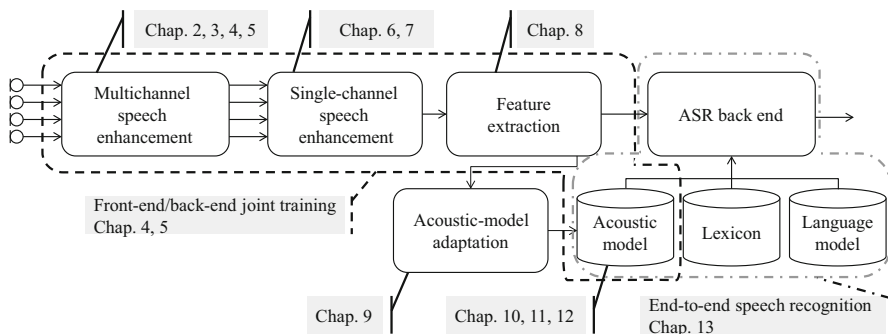 Chap. 2, 3, 4, 5
Chap. 6, 7
Chap. 8
Multichannel
speech
enhancement
Single-channel
speech
enhancement
Feature
extraction
ASR back end
Front-end/back-end joint training
Chap. 4, 5
Acoustic-model
adaptation
Acoustic
model
Lexicon
Language
model
Chap. 9
Chap. 10, 11, 12
End-to-end speech recognition
Chap. 13